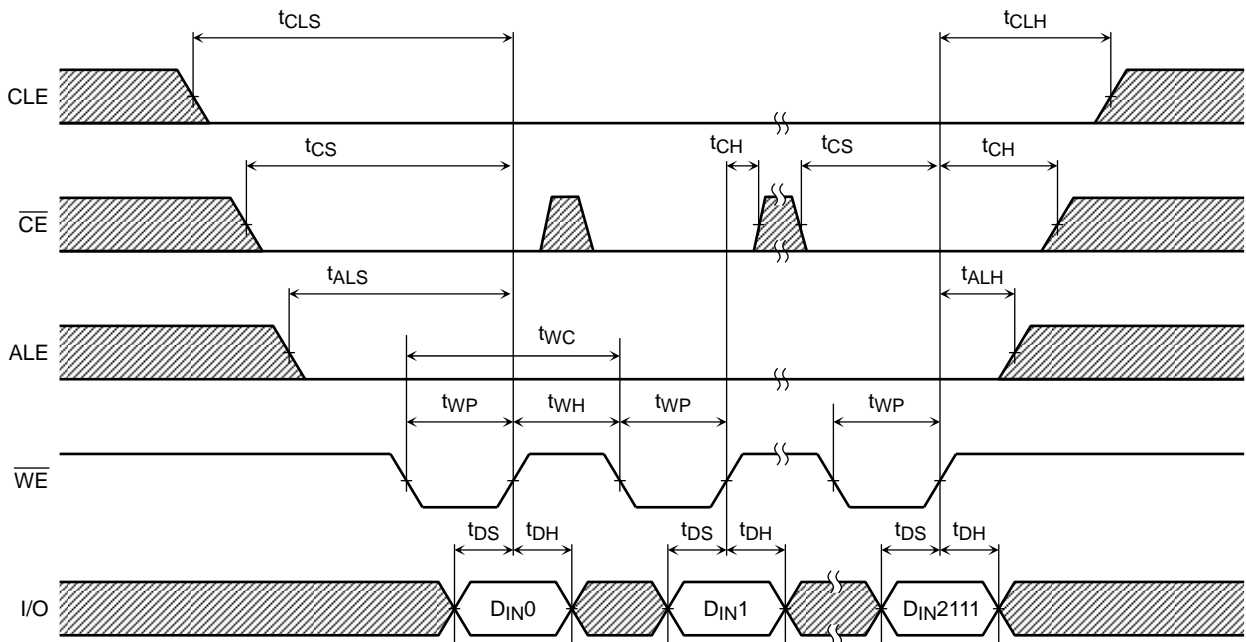 tCLS tCLH
CLE
tCS tCH tCS tCH
CE
tALS tALH
ALE
tWC
tWP tWH tWP tWP
WE
tDS tDH tDS tDH tDS tDH
I/O DIN0 DIN1 DIN2111